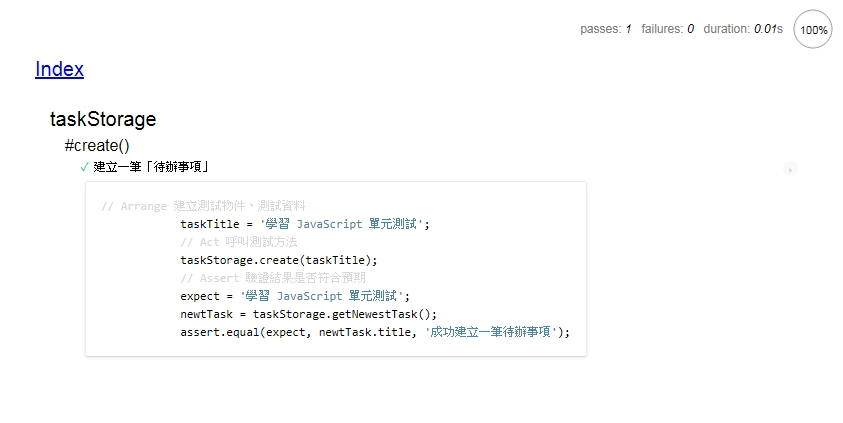 passes: 1 failures: 0 duration: 0.01s 100%
Index
taskStorage
#create()
✓ 建立一筆「待辦事項」
// Arrange 建立測試物件、測試資料
taskTitle = '學習 JavaScript 單元測試';
// Act 呼叫測試方法
taskStorage.create(taskTitle);
// Assert 驗證結果是否符合預期
expect = '學習 JavaScript 單元測試';
newtTask = taskStorage.getNewestTask();
assert.equal(expect, newtTask.title, '成功建立一筆待辦事項');